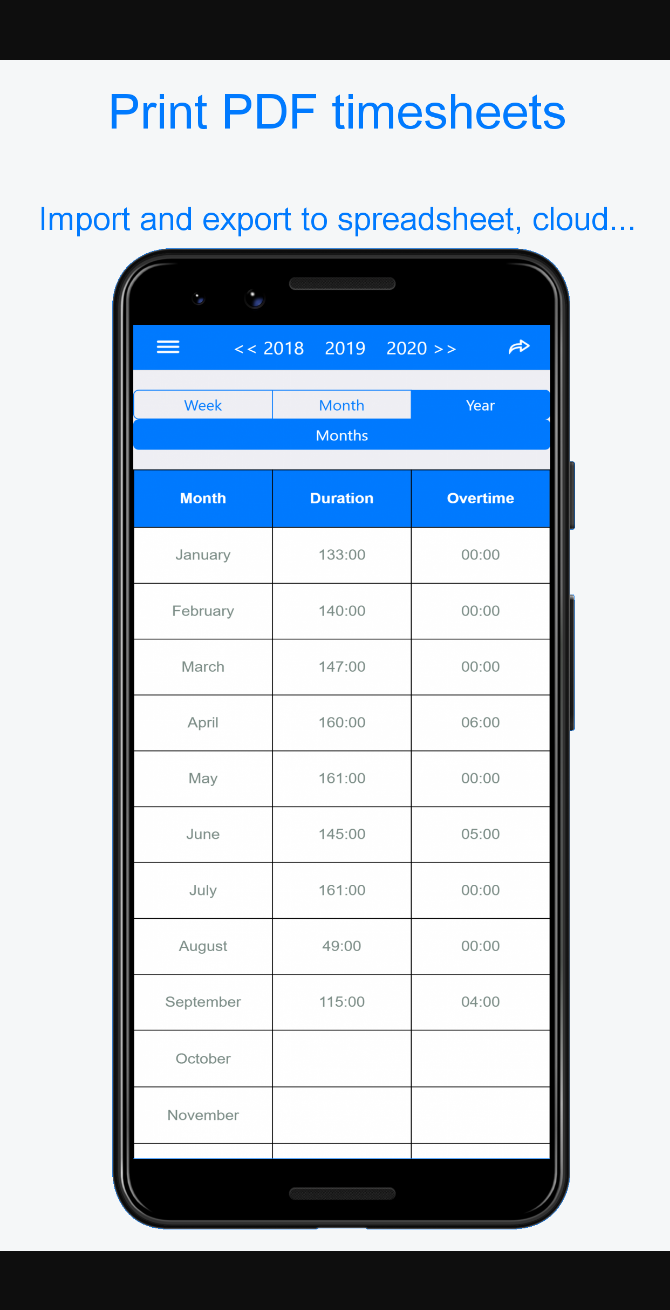 Print PDF timesheets
Import and export to spreadsheet, cloud...
<< 2018 2019 2020 >>
Week Month Year
Months
Month Duration Overtime
January 133:00 00:00
February 140:00 00:00
March 147:00 00:00
April 160:00 06:00
May 161:00 00:00
June 145:00 05:00
July 161:00 00:00
August 49:00 00:00
September 115:00 04:00
October
November